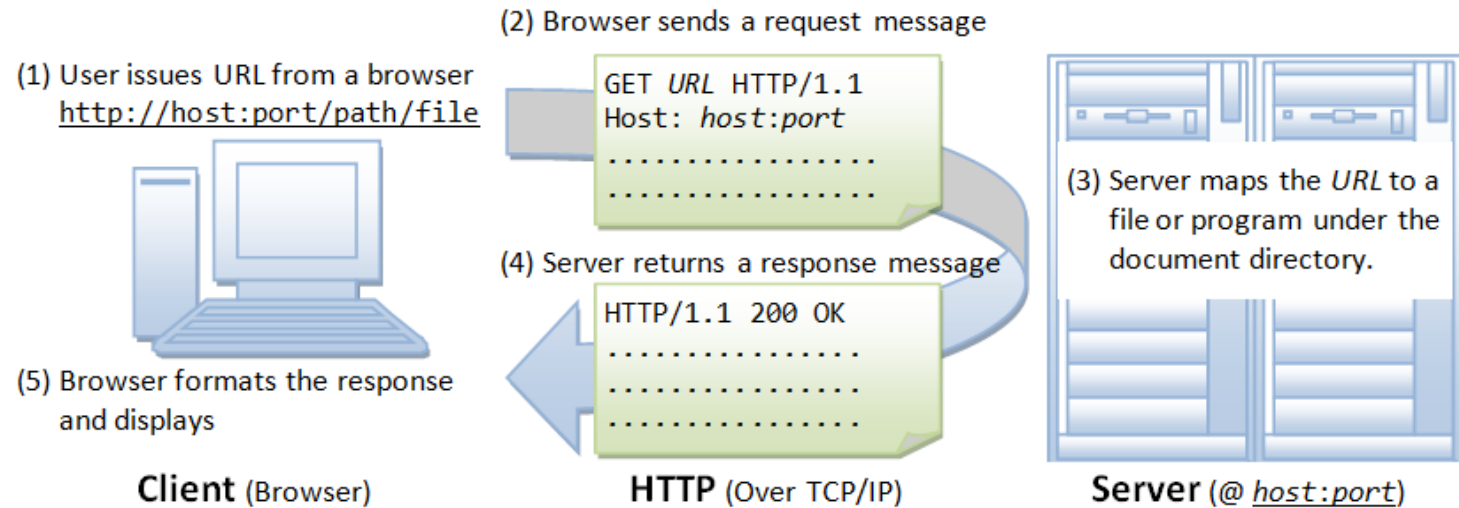 (1) User issues URL from a browser
http://host:port/path/file
(2) Browser sends a request message
GET URL HTTP/1.1
Host: host:port
.................
.................
(3) Server maps the URL to a
file or program under the
document directory.
(4) Server returns a response message
HTTP/1.1 200 OK
................
................
................
(5) Browser formats the response
and displays
Client (Browser)
HTTP (Over TCP/IP)
Server (@ host:port)